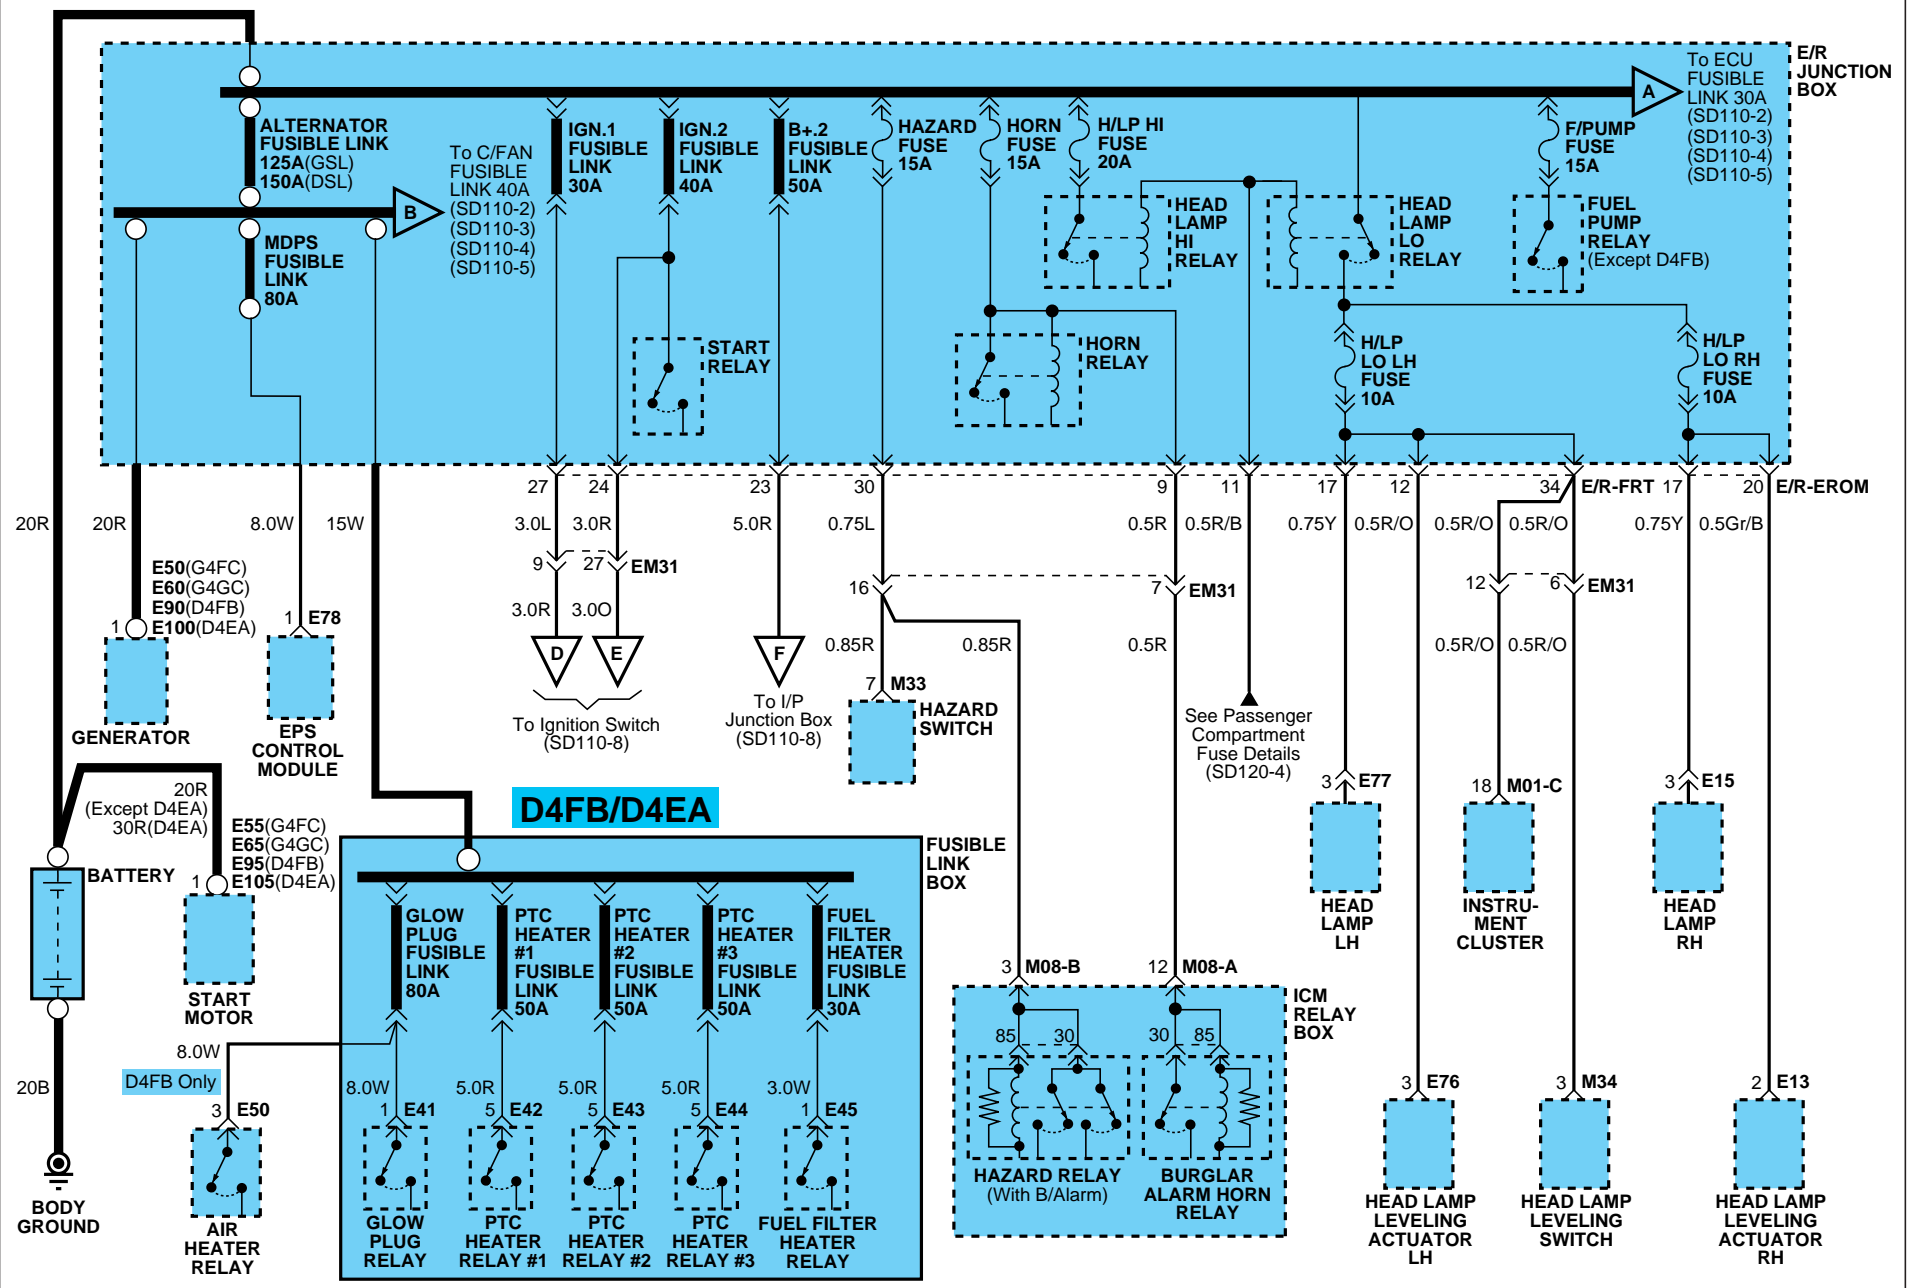 E/R
JUNCTION
BOX
To ECU
FUSIBLE
LINK 30A
(SD110-2)
(SD110-3)
(SD110-4)
(SD110-5)
A
ALTERNATOR
FUSIBLE LINK
125A(GSL)
150A(DSL)
To C/FAN
FUSIBLE
LINK 40A
(SD110-2)
(SD110-3)
(SD110-4)
(SD110-5)
B
MDPS
FUSIBLE
LINK
80A
IGN.1
FUSIBLE
LINK
30A
IGN.2
FUSIBLE
LINK
40A
B+.2
FUSIBLE
LINK
50A
HAZARD
FUSE
15A
HORN
FUSE
15A
H/LP HI
FUSE
20A
F/PUMP
FUSE
15A
HEAD
LAMP
HI
RELAY
HEAD
LAMP
LO
RELAY
FUEL
PUMP
RELAY
(Except D4FB)
START
RELAY
HORN
RELAY
H/LP
LO LH
FUSE
10A
H/LP
LO RH
FUSE
10A
27 24 23 30 9 11 17 12 34 E/R-FRT 17 20 E/R-EROM
20R 20R 8.0W 15W 3.0L 3.0R 5.0R 0.75L 0.5R 0.5R/B 0.75Y 0.5R/O 0.5R/O 0.5R/O 0.75Y 0.5Gr/B
E50(G4FC)
E60(G4GC)
E90(D4FB)
1 E100(D4EA)
GENERATOR
1 E78
EPS
CONTROL
MODULE
9 27 EM31
3.0R 3.0O
D E
To Ignition Switch
(SD110-8)
F
To I/P
Junction Box
(SD110-8)
16 7 EM31
0.85R 0.85R 0.5R
7 M33
HAZARD
SWITCH
See Passenger
Compartment
Fuse Details
(SD120-4)
12 6 EM31
0.5R/O 0.5R/O
3 E77
HEAD
LAMP
LH
18 M01-C
INSTRU-
MENT
CLUSTER
3 E15
HEAD
LAMP
RH
20R
(Except D4EA)
30R(D4EA)
E55(G4FC)
E65(G4GC)
E95(D4FB)
1 E105(D4EA)
BATTERY
START
MOTOR
20B
BODY
GROUND
D4FB/D4EA
FUSIBLE
LINK
BOX
GLOW
PLUG
FUSIBLE
LINK
80A
PTC
HEATER
#1
FUSIBLE
LINK
50A
PTC
HEATER
#2
FUSIBLE
LINK
50A
PTC
HEATER
#3
FUSIBLE
LINK
50A
FUEL
FILTER
HEATER
FUSIBLE
LINK
30A
8.0W
D4FB Only
3 E50
AIR
HEATER
RELAY
8.0W 5.0R 5.0R 5.0R 3.0W
1 E41 5 E42 5 E43 5 E44 1 E45
GLOW
PLUG
RELAY
PTC
HEATER
RELAY #1
PTC
HEATER
RELAY #2
PTC
HEATER
RELAY #3
FUEL FILTER
HEATER
RELAY
3 M08-B 12 M08-A
ICM
RELAY
BOX
85 30 30 85
HAZARD RELAY
(With B/Alarm)
BURGLAR
ALARM HORN
RELAY
3 E76
HEAD LAMP
LEVELING
ACTUATOR
LH
3 M34
HEAD LAMP
LEVELING
SWITCH
2 E13
HEAD LAMP
LEVELING
ACTUATOR
RH